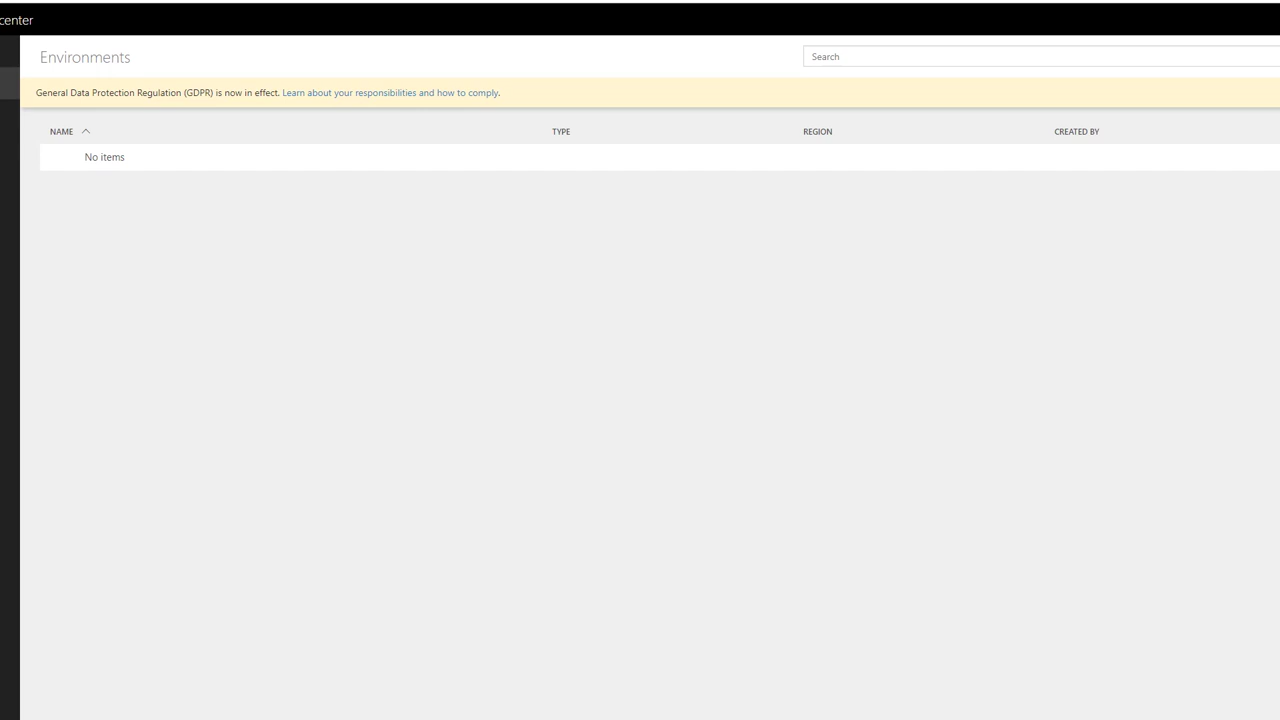 center
Environments
Search
General Data Protection Regulation (GDPR) is now in effect. Learn about your responsibilities and how to comply.
NAME TYPE REGION CREATED BY
No items